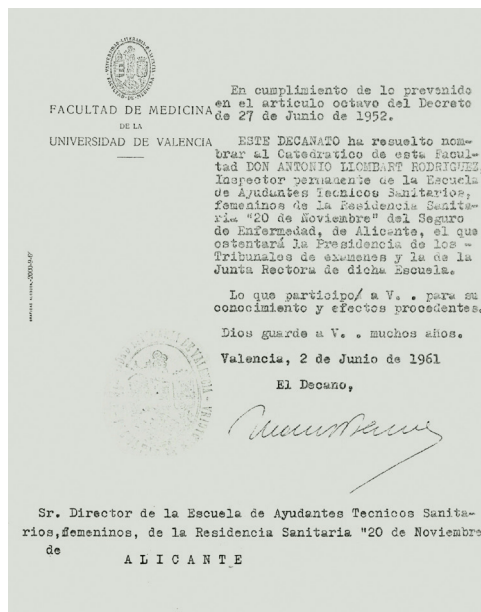 FACULTAD DE MEDICINA
DE LA
UNIVERSIDAD DE VALENCIA
En cumplimiento de lo prevenido
en el articulo octavo del Decreto
de 27 de Junio de 1952.
ESTE DECANATO ha resuelto nom-
brar al Catedratico de esta Facul-
tad DON ANTONIO LLOMBART RODRIGUEZ
Inspector permanente de la Escuela
de Ayudantes Tecnicos Sanitarios,
femeninos de la Residencia Sanita-
ria "20 de Noviembre" del Seguro
de Enfermedad, de Alicante, el que
ostentará la Presidencia de los -
Tribunales de examenes y la de la
Junta Rectora de dicha Escuela.
Lo que participo/ a V. . para su
conocimiento y efectos procedentes.
Dios guarde a V. . muchos años.
Valencia, 2 de Junio de 1961
El Decano,
Sr. Director de la Escuela de Ayudantes Tecnicos Sanita-
rios,femeninos, de la Residencia Sanitaria "20 de Noviembre
de
ALICANTE